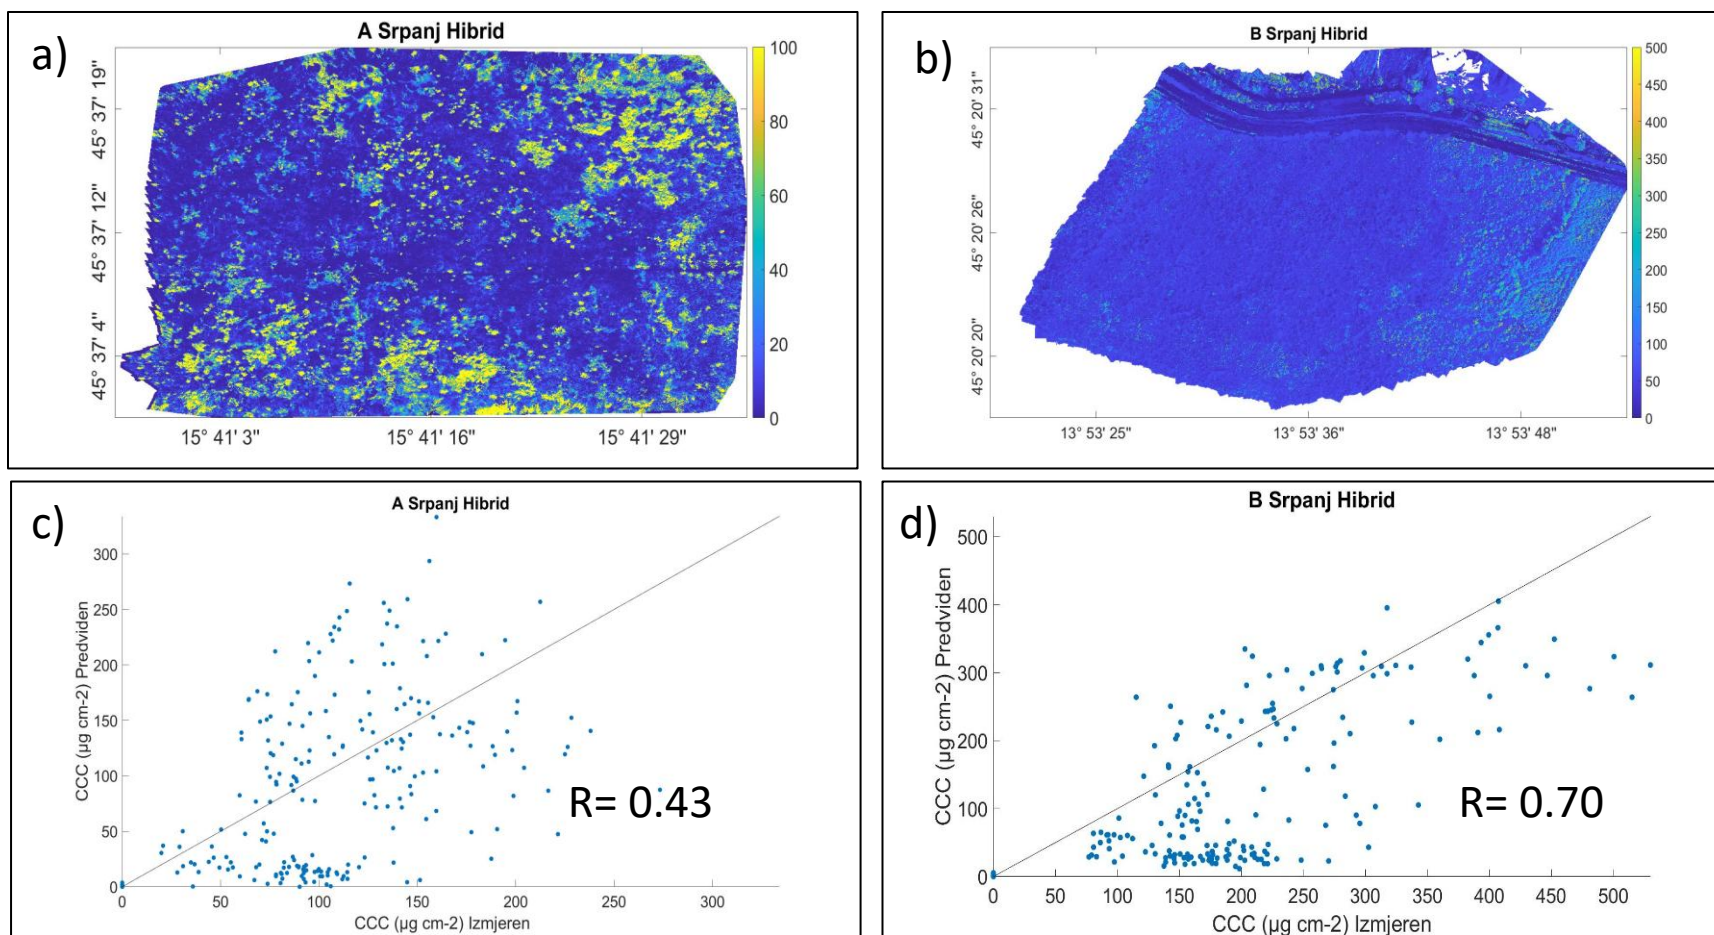 a)
A Srpanj Hibrid
45° 37' 19"
45° 37' 12"
45° 37' 4"
15° 41' 3"
15° 41' 16"
15° 41' 29"
100
80
60
40
20
0
b)
B Srpanj Hibrid
45° 20' 31"
45° 20' 26"
45° 20' 20"
13° 53' 25"
13° 53' 36"
13° 53' 48"
500
450
400
350
300
250
200
150
100
50
0
c)
A Srpanj Hibrid
CCC (µg cm-2) Predviden
300
250
200
150
100
50
0
R= 0.43
0
50
100
150
200
250
300
CCC (µg cm-2) Izmjeren
d)
B Srpanj Hibrid
CCC (µg cm-2) Predviden
500
400
300
200
100
0
R= 0.70
0
50
100
150
200
250
300
350
400
450
500
CCC (µg cm-2) Izmjeren